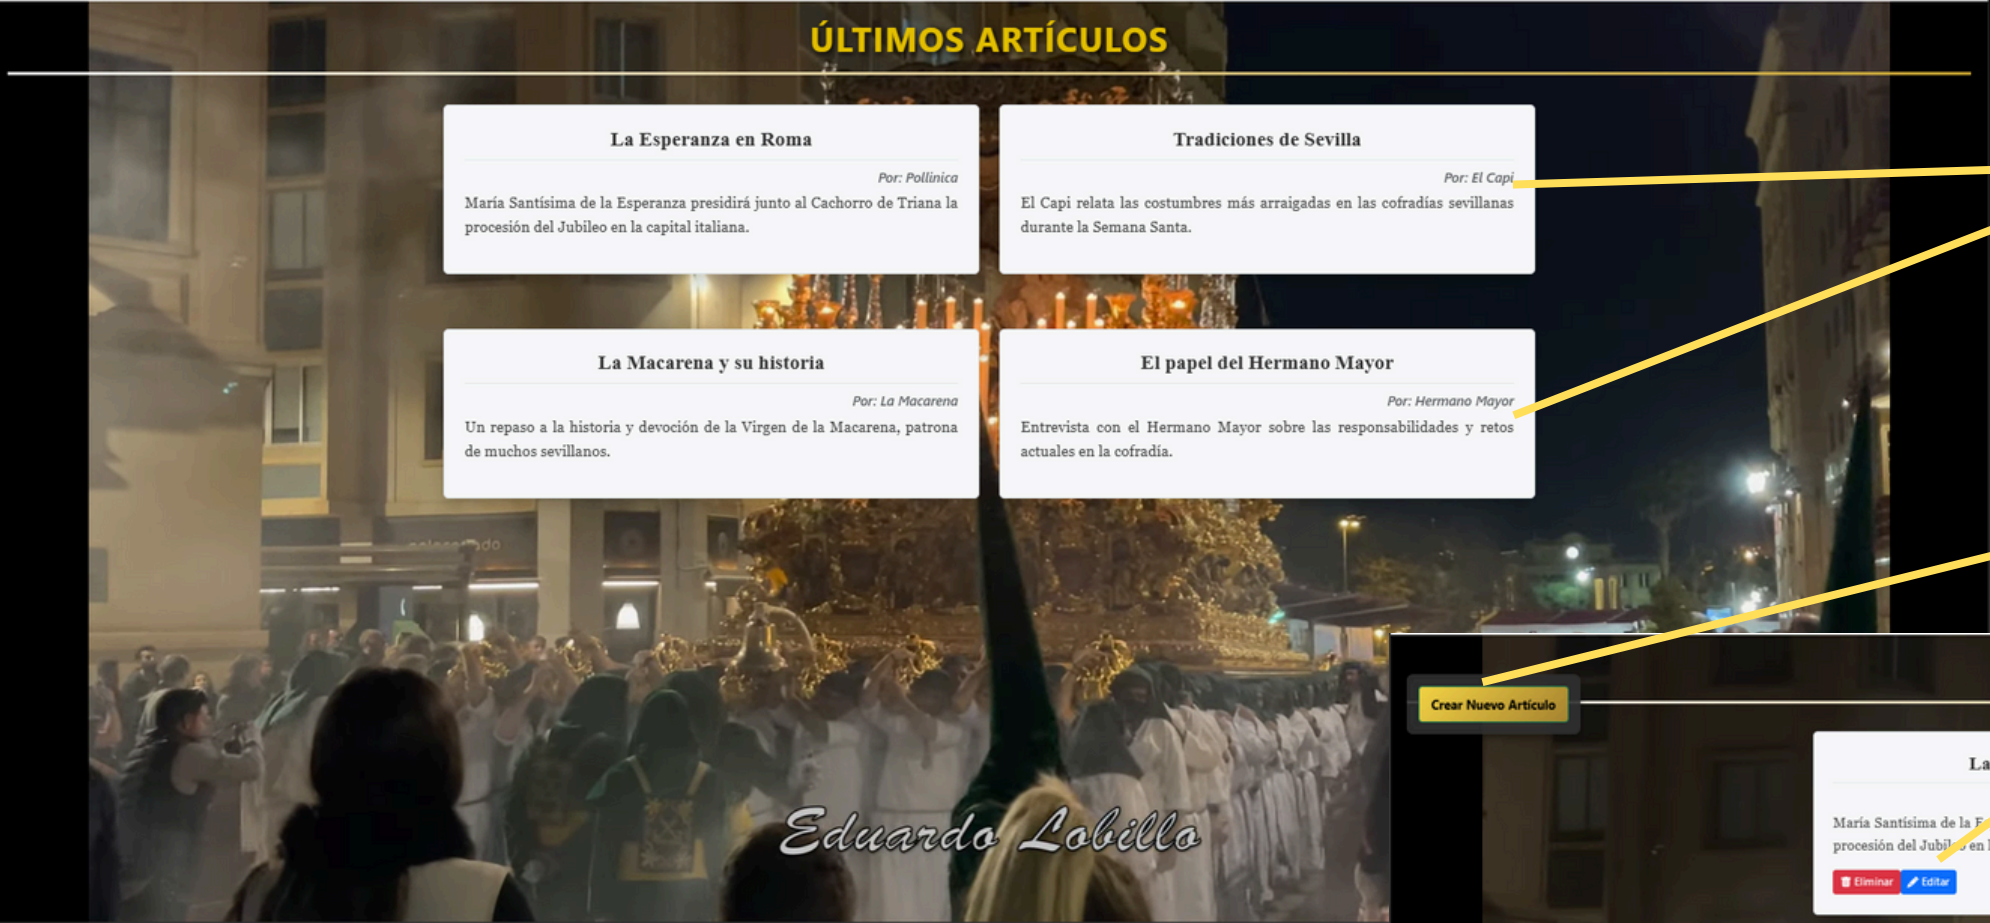 ÚLTIMOS ARTÍCULOS
La Esperanza en Roma
Por: Pollinica
María Santísima de la Esperanza presidirá junto al Cachorro de Triana la
procesión del Jubileo en la capital italiana.
Tradiciones de Sevilla
Por: El Capi
El Capi relata las costumbres más arraigadas en las cofradías sevillanas
durante la Semana Santa.
La Macarena y su historia
Por: La Macarena
Un repaso a la historia y devoción de la Virgen de la Macarena, patrona
de muchos sevillanos.
El papel del Hermano Mayor
Por: Hermano Mayor
Entrevista con el Hermano Mayor sobre las responsabilidades y retos
actuales en la cofradía.
Eduardo Lobillo
Crear Nuevo Artículo
La
María Santísima de la E
procesión del Jubileo en l
Eliminar Editar